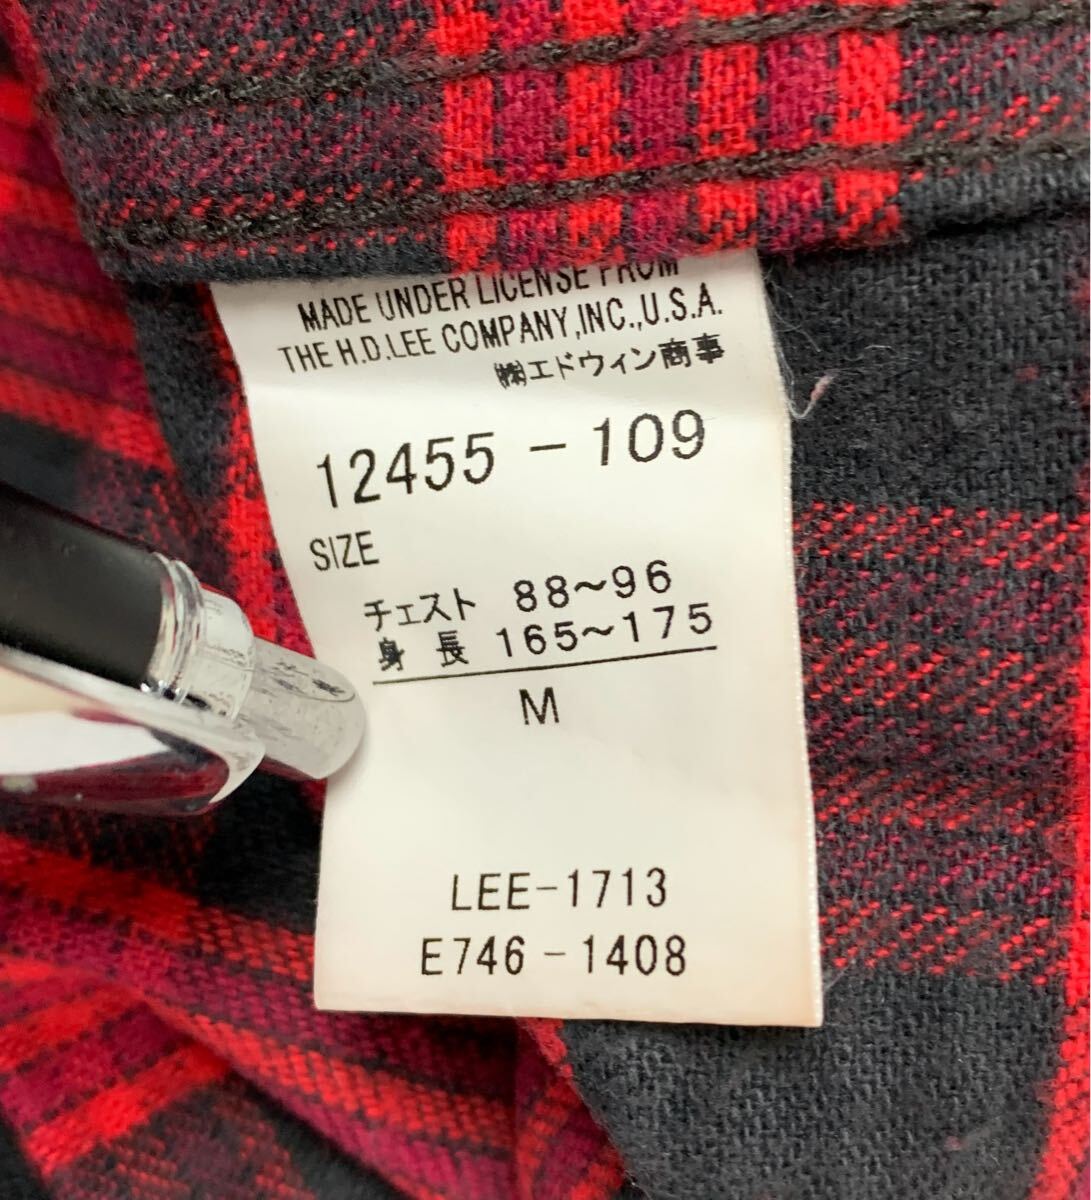 MADE UNDER LICENSE FROM
THE H.D.LEE COMPANY,INC.,U.S.A.
㈱エドウィン商事
12455-109
SIZE
チェスト 88~96
身長 165~175
M
LEE-1713
E746-1408